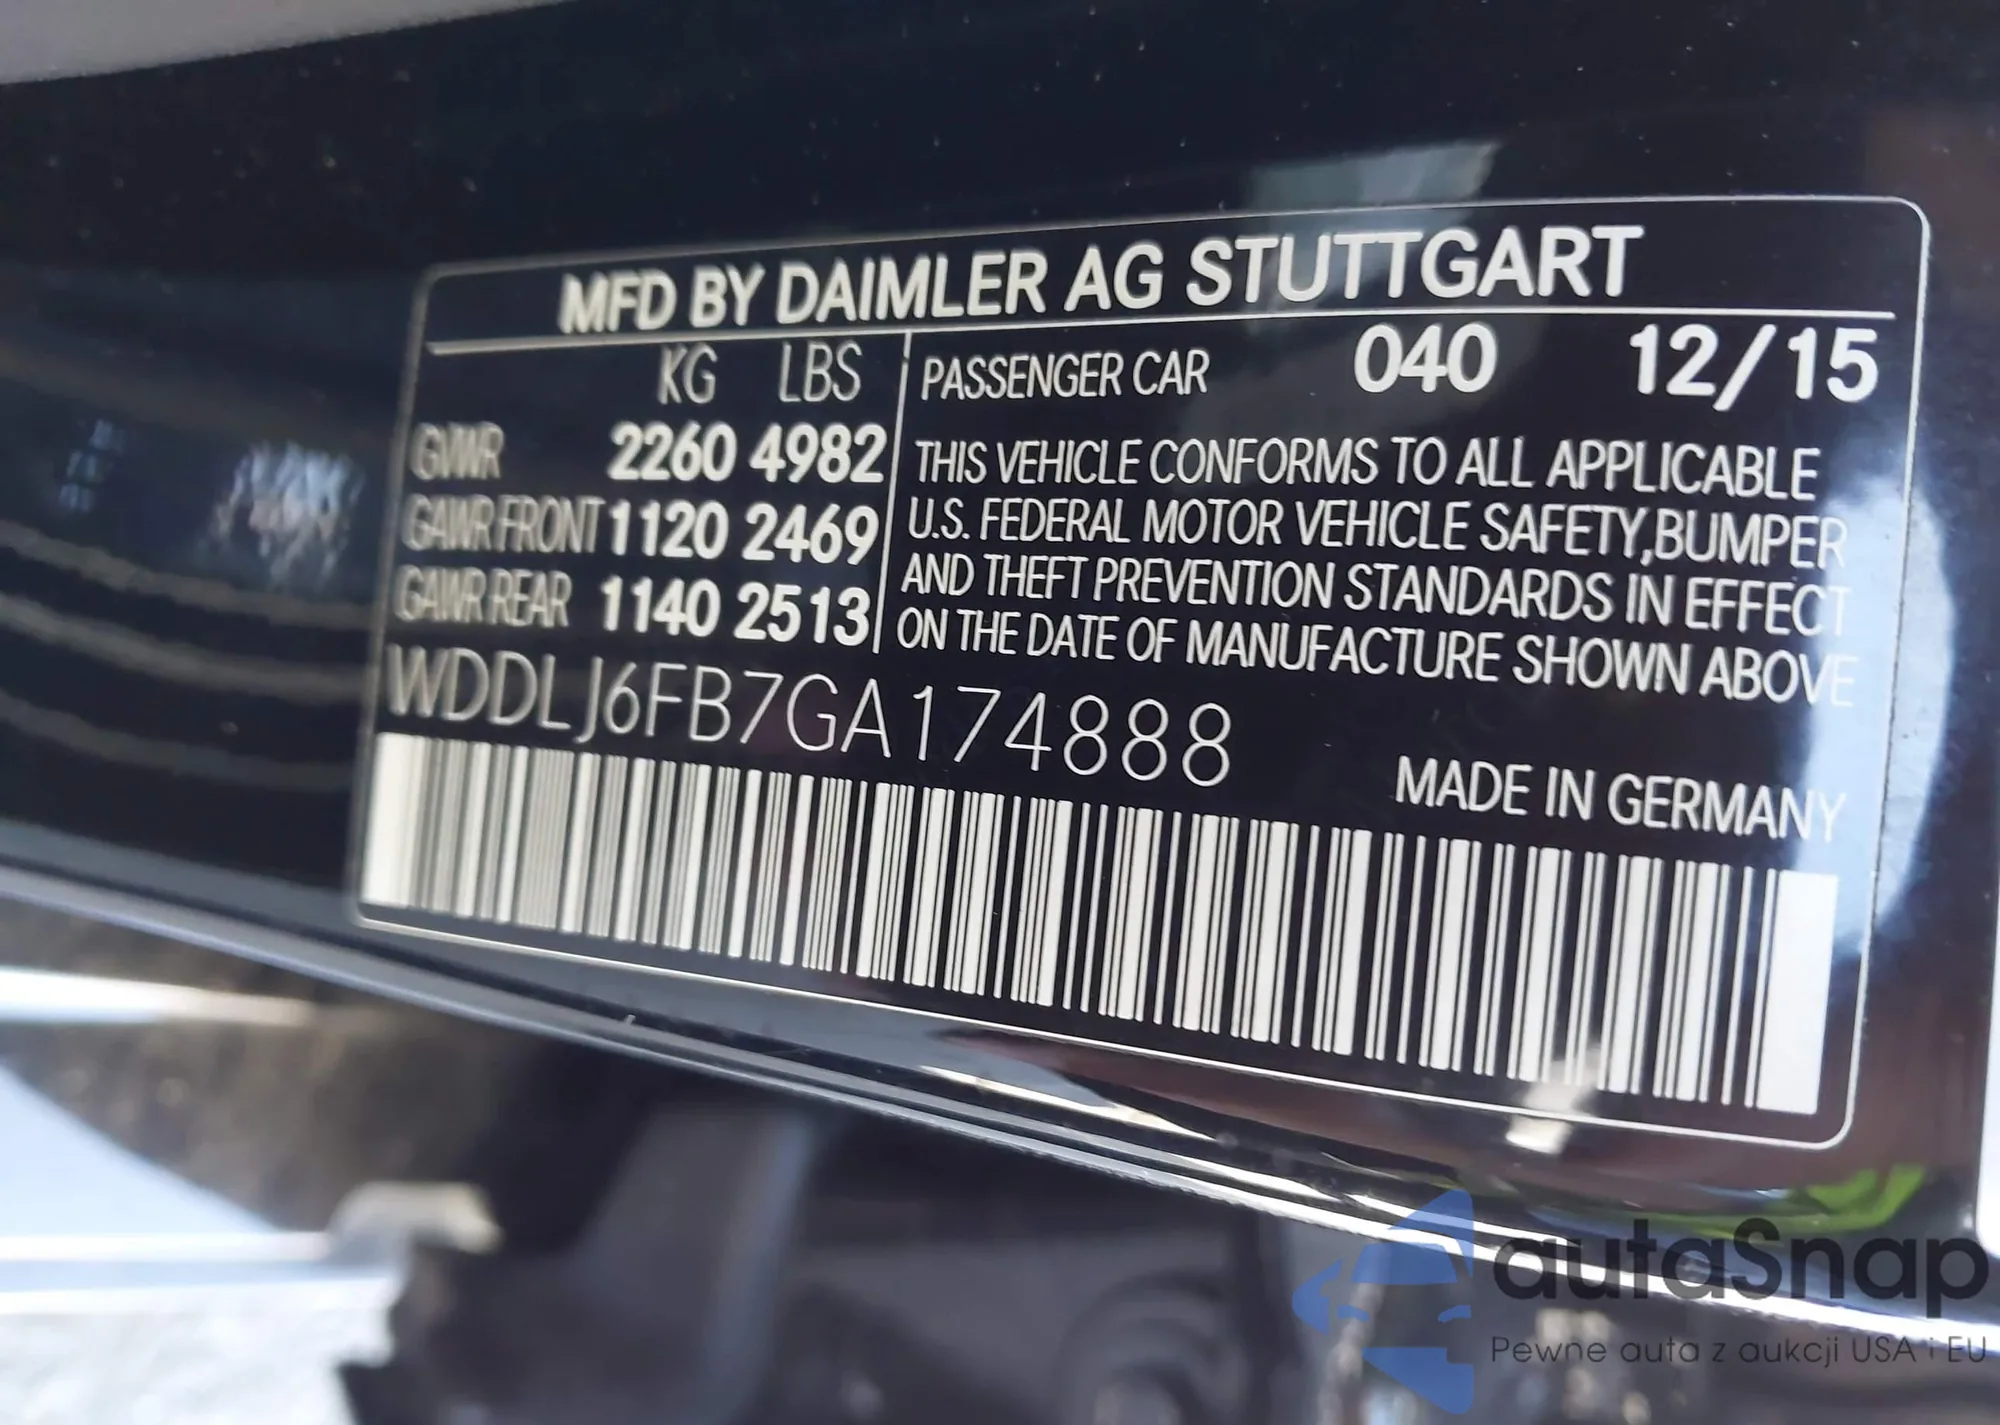 MFD BY DAIMLER AG STUTTGART
KG LBS
GVWR 2260 4982
GAWR FRONT 1120 2469
GAWR REAR 1140 2513
PASSENGER CAR 040 12/15
THIS VEHICLE CONFORMS TO ALL APPLICABLE
U.S. FEDERAL MOTOR VEHICLE SAFETY,BUMPER
AND THEFT PREVENTION STANDARDS IN EFFECT
ON THE DATE OF MANUFACTURE SHOWN ABOVE
WDDLJ6FB7GA174888
MADE IN GERMANY
autaSnap
Pewne auta z aukcji USA i EU